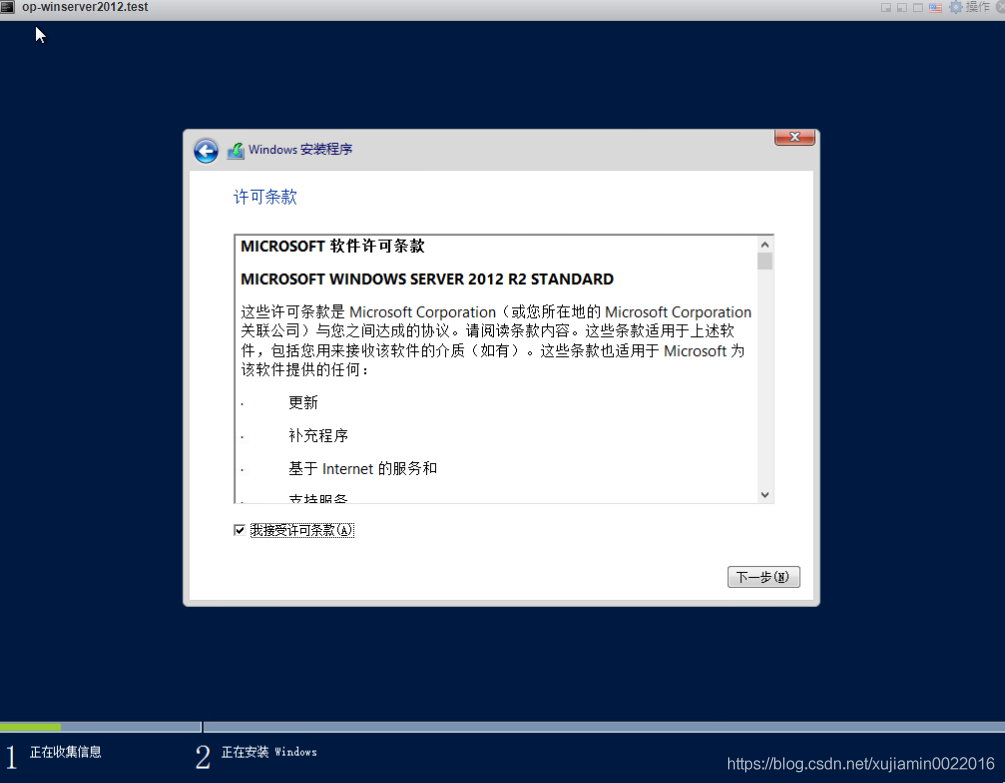 op-winserver2012.test
操作
Windows 安装程序
许可条款
MICROSOFT 软件许可条款
MICROSOFT WINDOWS SERVER 2012 R2 STANDARD
这些许可条款是 Microsoft Corporation（或您所在地的 Microsoft Corporation
关联公司）与您之间达成的协议。请阅读条款内容。这些条款适用于上述软
件，包括您用来接收该软件的介质（如有）。这些条款也适用于 Microsoft 为
该软件提供的任何：
· 更新
· 补充程序
· 基于 Internet 的服务和
· 支持服务
我接受许可条款(A)
下一步(N)
1 正在收集信息
2 正在安装 Windows
https://blog.csdn.net/xujiamin0022016